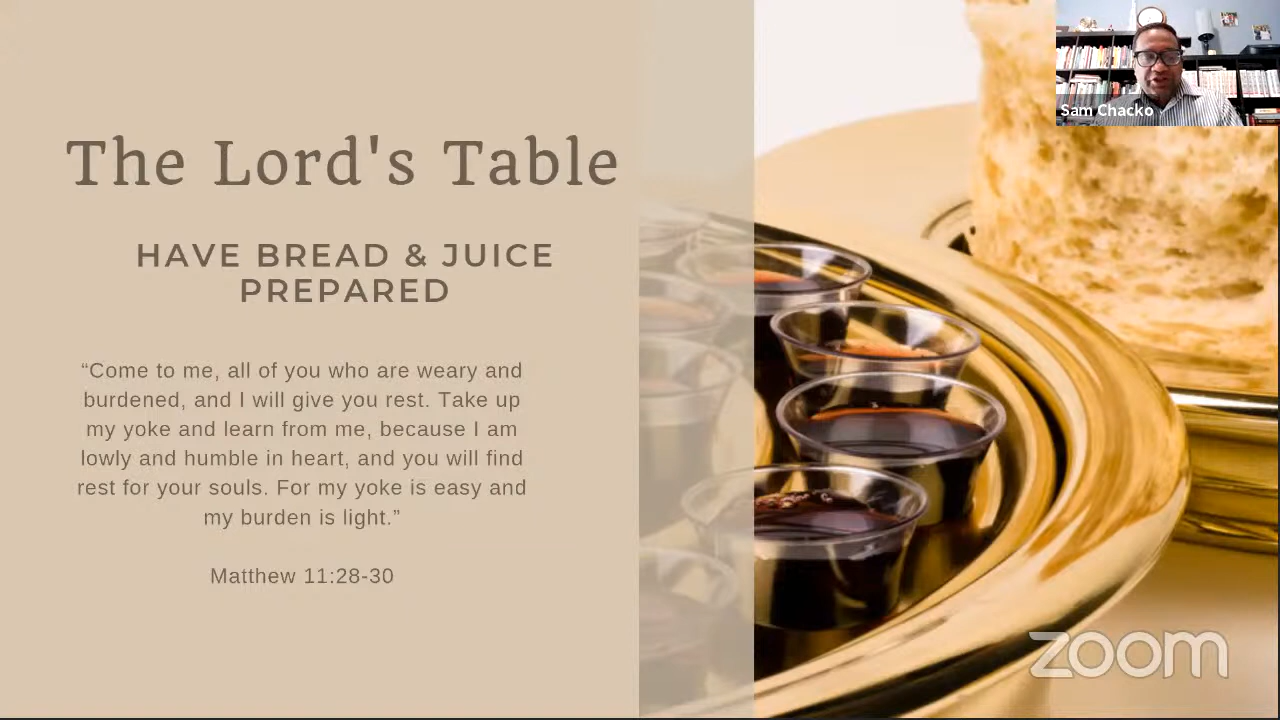 The Lord's Table
HAVE BREAD & JUICE
PREPARED
“Come to me, all of you who are weary and
burdened, and I will give you rest. Take up
my yoke and learn from me, because I am
lowly and humble in heart, and you will find
rest for your souls. For my yoke is easy and
my burden is light.”
Matthew 11:28-30
Sam Chacko
zoom